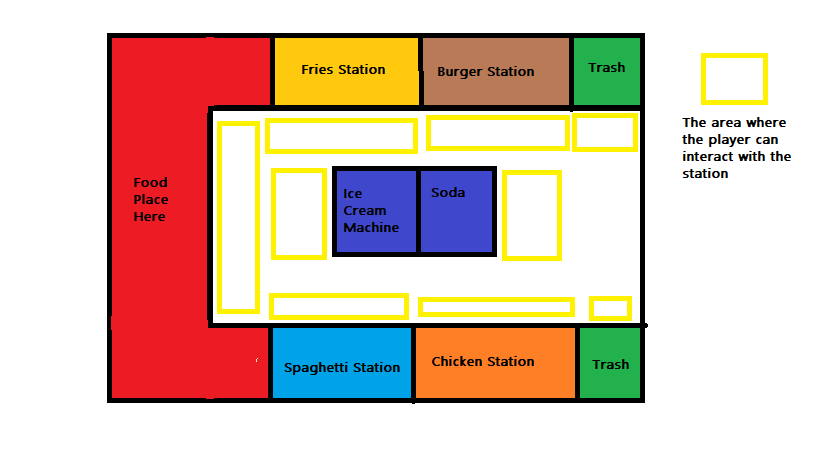 Fries Station
Burger Station
Trash
The area where
the player can
interact with the
station
Food
Place
Here
Ice
Cream
Machine
Soda
Spaghetti Station
Chicken Station
Trash